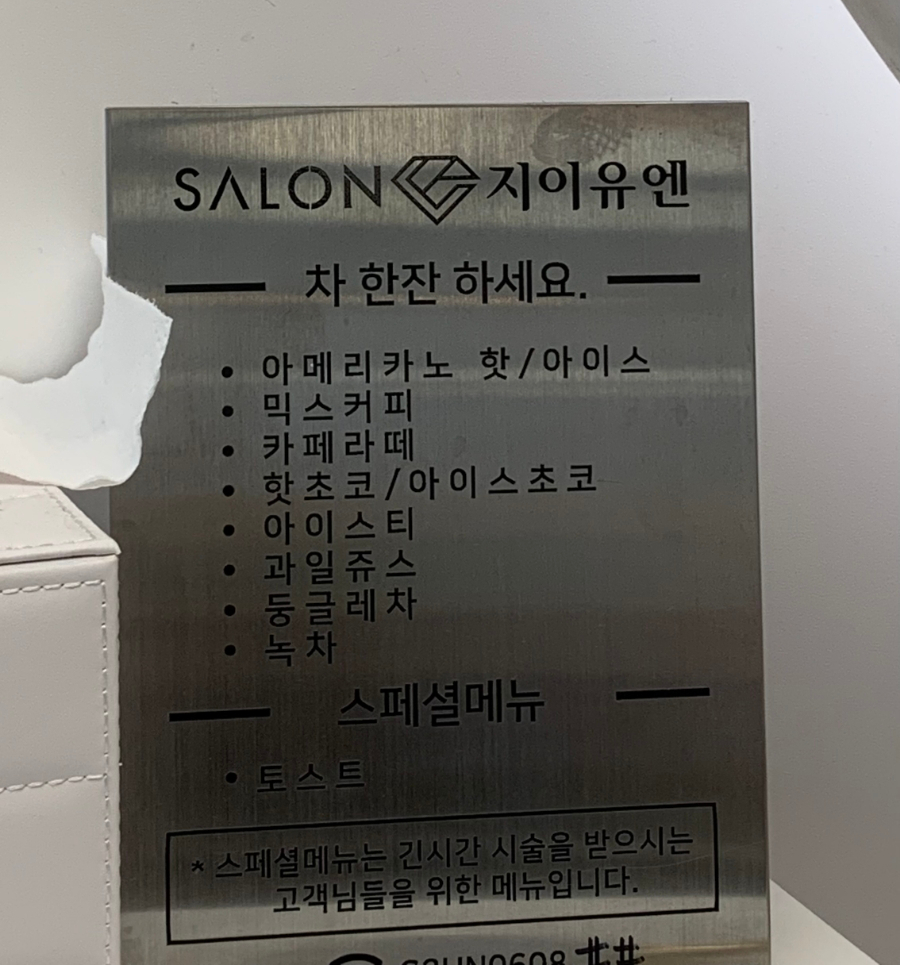 SALON 지이유엔
차 한잔 하세요.
• 아메리카노 핫/아이스
• 믹스커피
• 카페라떼
• 핫초코/아이스초코
• 아이스티
• 과일쥬스
• 둥글레차
• 녹차
스페셜메뉴
• 토스트
* 스페셜메뉴는 긴시간 시술을 받으시는
고객님들을 위한 메뉴입니다.